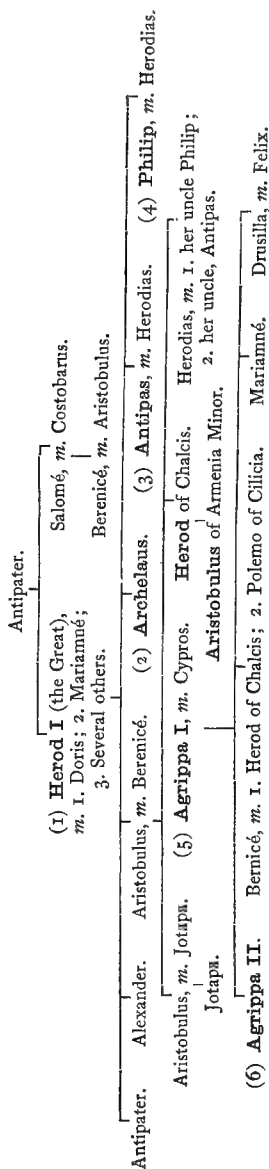 Antipater.
(1) Herod I (the Great), Salomé, m. Costobarus.
m. 1. Doris; 2. Mariamné;
3. Several others. Berenicé, m. Aristobulus.
Antipater. Alexander. Aristobulus, m. Berenicé. (2) Archelaus. (3) Antipas, m. Herodias. (4) Philip, m. Herodias.
Aristobulus, m. Jotapa. (5) Agrippa I, m. Cypros. Herod of Chalcis. Herodias, m. 1. her uncle Philip;
2. her uncle, Antipas.
Jotapa. Aristobulus of Armenia Minor.
(6) Agrippa II. Bernicé, m. 1. Herod of Chalcis; 2. Polemo of Cilicia. Mariamné. Drusilla, m. Felix.